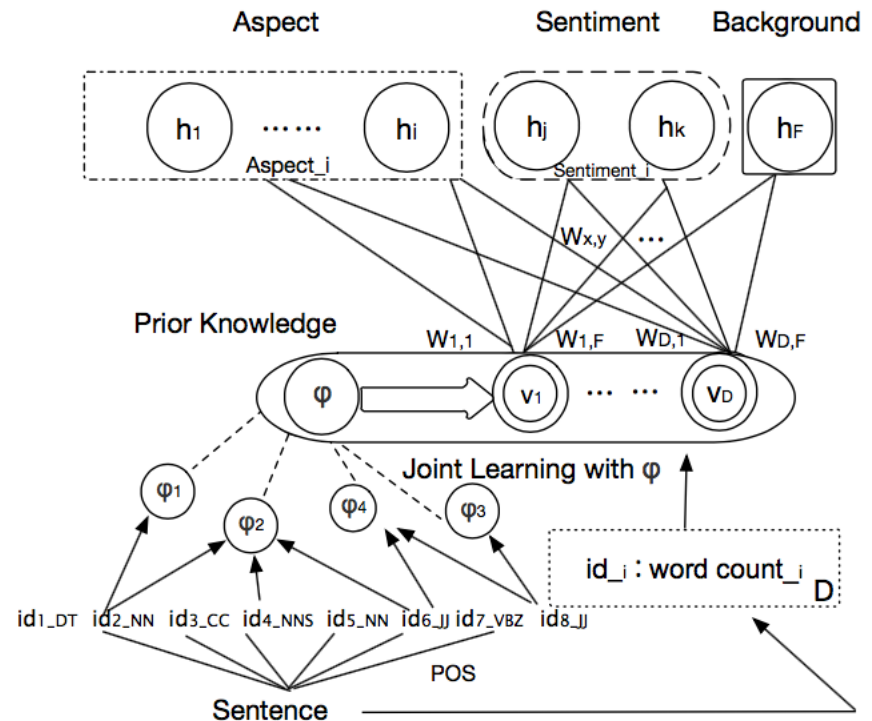 Aspect Sentiment Background
h1 …… hi hj hk hF
Aspect_i Sentiment_i
Wx,y …
Prior Knowledge
W1,1 W1,F WD,1 WD,F
φ v1 … … vD
Joint Learning with φ
φ1 φ2 φ4 φ3
id_i : word count_i D
id1_DT id2_NN id3_CC id4_NNS id5_NN id6_JJ id7_VBZ id8_JJ
POS
Sentence